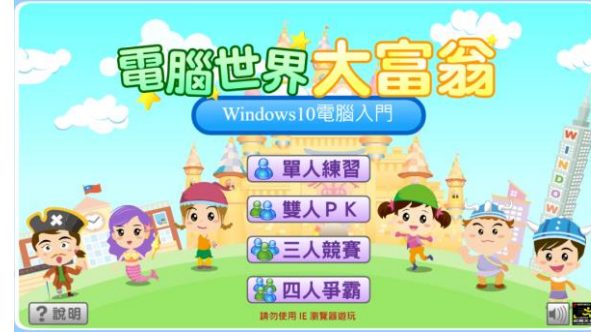 電腦世界大富翁
Windows10電腦入門
單人練習
雙人PK
三人競賽
四人爭霸
請勿使用 IE 瀏覽器遊玩
?說明
WINDOW